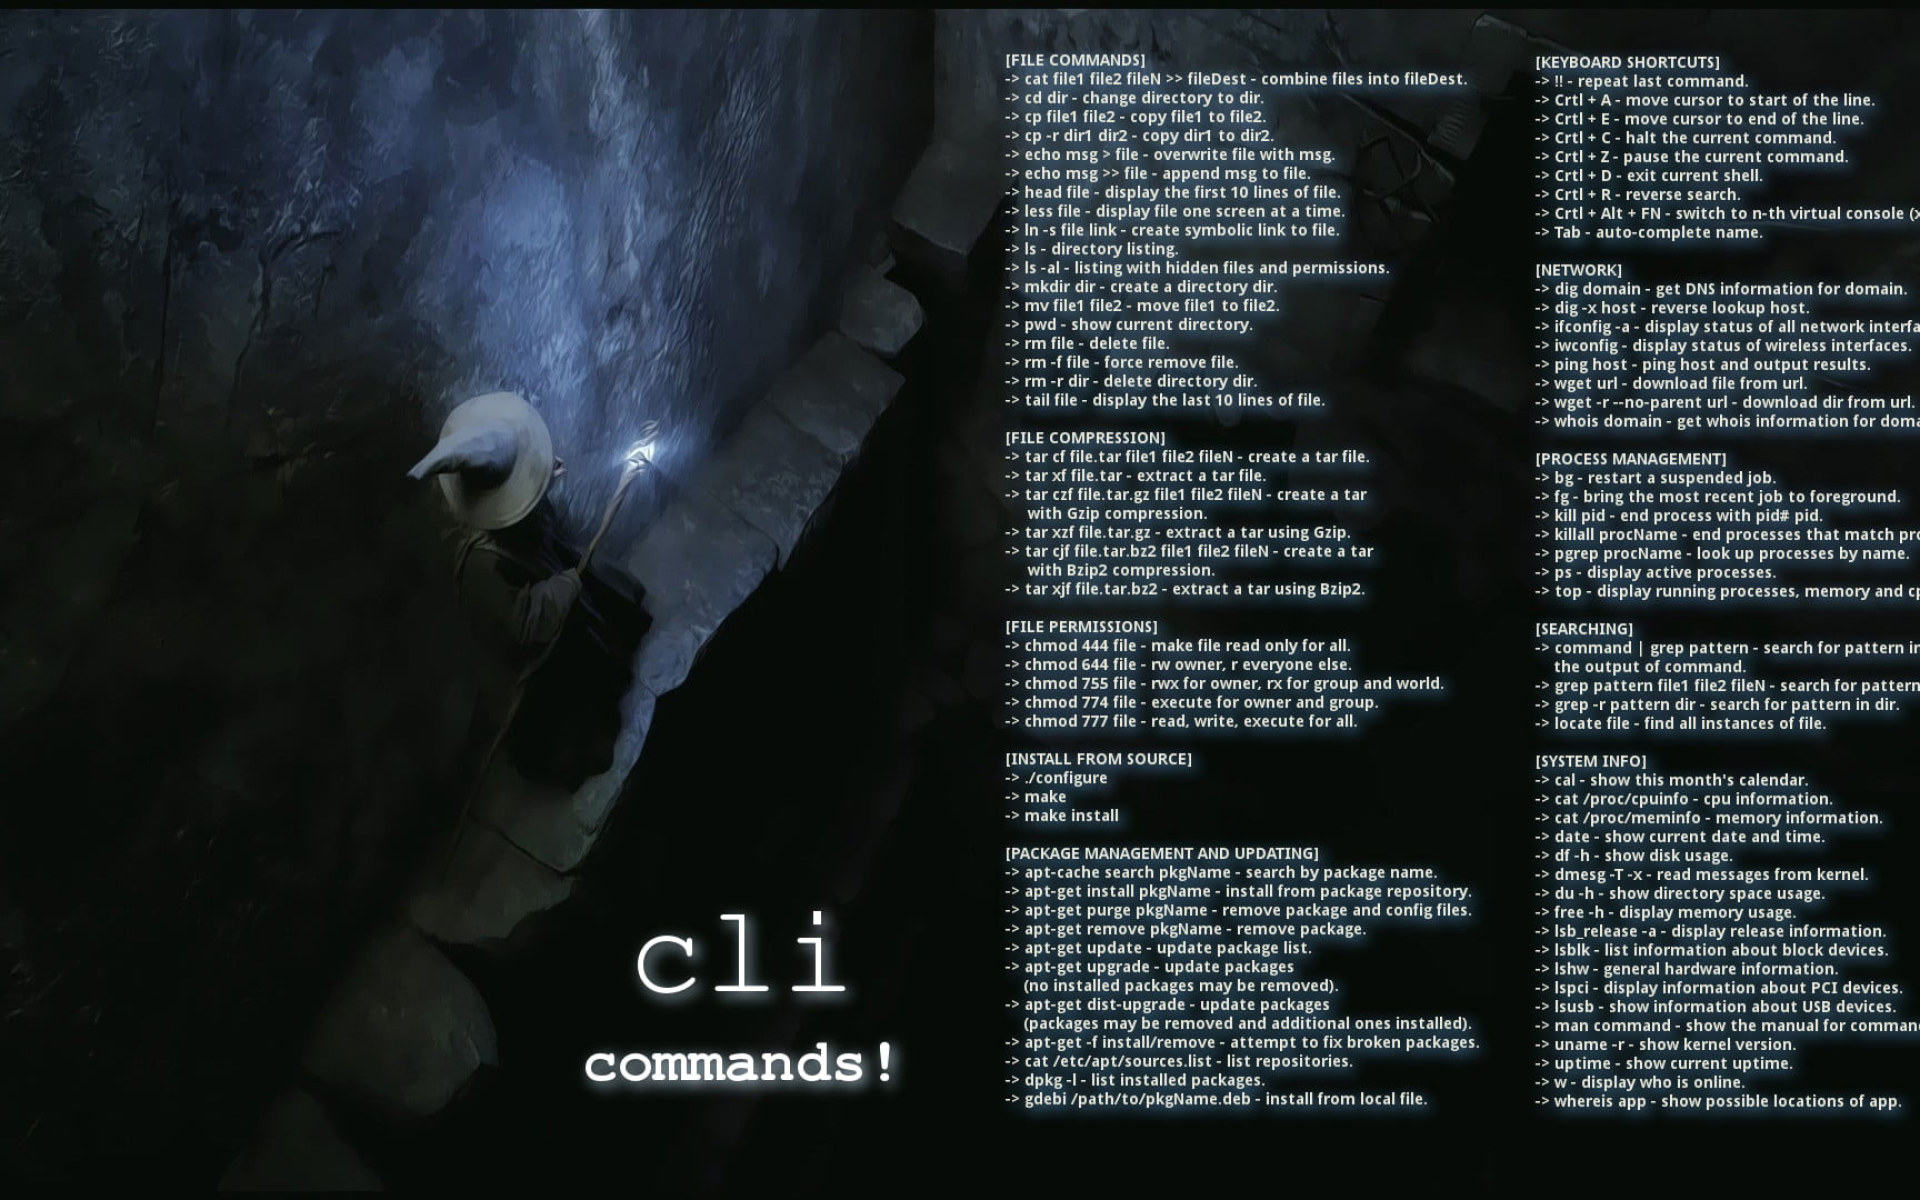 [FILE COMMANDS]
-> cat file1 file2 fileN >> fileDest - combine files into fileDest.
-> cd dir - change directory to dir.
-> cp file1 file2 - copy file1 to file2.
-> cp -r dir1 dir2 - copy dir1 to dir2.
-> echo msg > file - overwrite file with msg.
-> echo msg >> file - append msg to file.
-> head file - display the first 10 lines of file.
-> less file - display file one screen at a time.
-> ln -s file link - create symbolic link to file.
-> ls - directory listing.
-> ls -al - listing with hidden files and permissions.
-> mkdir dir - create a directory dir.
-> mv file1 file2 - move file1 to file2.
-> pwd - show current directory.
-> rm file - delete file.
-> rm -f file - force remove file.
-> rm -r dir - delete directory dir.
-> tail file - display the last 10 lines of file.
[FILE COMPRESSION]
-> tar cf file.tar file1 file2 fileN - create a tar file.
-> tar xf file.tar - extract a tar file.
-> tar czf file.tar.gz file1 file2 fileN - create a tar
with Gzip compression.
-> tar xzf file.tar.gz - extract a tar using Gzip.
-> tar cjf file.tar.bz2 file1 file2 fileN - create a tar
with Bzip2 compression.
-> tar xjf file.tar.bz2 - extract a tar using Bzip2.
[FILE PERMISSIONS]
-> chmod 444 file - make file read only for all.
-> chmod 644 file - rw owner, r everyone else.
-> chmod 755 file - rwx for owner, rx for group and world.
-> chmod 774 file - execute for owner and group.
-> chmod 777 file - read, write, execute for all.
[INSTALL FROM SOURCE]
-> ./configure
-> make
-> make install
[PACKAGE MANAGEMENT AND UPDATING]
-> apt-cache search pkgName - search by package name.
-> apt-get install pkgName - install from package repository.
-> apt-get purge pkgName - remove package and config files.
-> apt-get remove pkgName - remove package.
-> apt-get update - update package list.
-> apt-get upgrade - update packages
(no installed packages may be removed).
-> apt-get dist-upgrade - update packages
(packages may be removed and additional ones installed).
-> apt-get -f install/remove - attempt to fix broken packages.
-> cat /etc/apt/sources.list - list repositories.
-> dpkg -l - list installed packages.
-> gdebi /path/to/pkgName.deb - install from local file.
[KEYBOARD SHORTCUTS]
-> !! - repeat last command.
-> Crtl + A - move cursor to start of the line.
-> Crtl + E - move cursor to end of the line.
-> Crtl + C - halt the current command.
-> Crtl + Z - pause the current command.
-> Crtl + D - exit current shell.
-> Crtl + R - reverse search.
-> Crtl + Alt + FN - switch to n-th virtual console (x
-> Tab - auto-complete name.
[NETWORK]
-> dig domain - get DNS information for domain.
-> dig -x host - reverse lookup host.
-> ifconfig -a - display status of all network interfa
-> iwconfig - display status of wireless interfaces.
-> ping host - ping host and output results.
-> wget url - download file from url.
-> wget -r --no-parent url - download dir from url.
-> whois domain - get whois information for doma
[PROCESS MANAGEMENT]
-> bg - restart a suspended job.
-> fg - bring the most recent job to foreground.
-> kill pid - end process with pid# pid.
-> killall procName - end processes that match pro
-> pgrep procName - look up processes by name.
-> ps - display active processes.
-> top - display running processes, memory and cp
[SEARCHING]
-> command | grep pattern - search for pattern in
the output of command.
-> grep pattern file1 file2 fileN - search for pattern
-> grep -r pattern dir - search for pattern in dir.
-> locate file - find all instances of file.
[SYSTEM INFO]
-> cal - show this month's calendar.
-> cat /proc/cpuinfo - cpu information.
-> cat /proc/meminfo - memory information.
-> date - show current date and time.
-> df -h - show disk usage.
-> dmesg -T -x - read messages from kernel.
-> du -h - show directory space usage.
-> free -h - display memory usage.
-> lsb_release -a - display release information.
-> lsblk - list information about block devices.
-> lshw - general hardware information.
-> lspci - display information about PCI devices.
-> lsusb - show information about USB devices.
-> man command - show the manual for comman
-> uname -r - show kernel version.
-> uptime - show current uptime.
-> w - display who is online.
-> whereis app - show possible locations of app.
cli
commands!